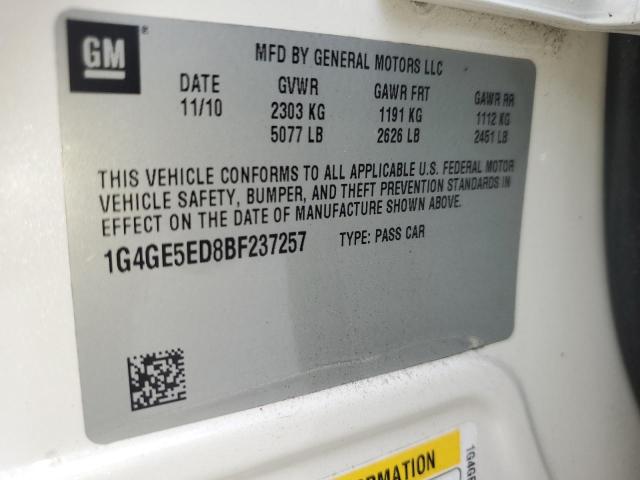 GM ®
MFD BY GENERAL MOTORS LLC
DATE GVWR GAWR FRT GAWR RR
11/10 2303 KG 1191 KG 1112 KG
5077 LB 2626 LB 2451 LB
THIS VEHICLE CONFORMS TO ALL APPLICABLE U.S. FEDERAL MOTOR
VEHICLE SAFETY, BUMPER, AND THEFT PREVENTION STANDARDS IN
EFFECT ON THE DATE OF MANUFACTURE SHOWN ABOVE.
1G4GE5ED8BF237257 TYPE: PASS CAR
ORMATION
1G4GE